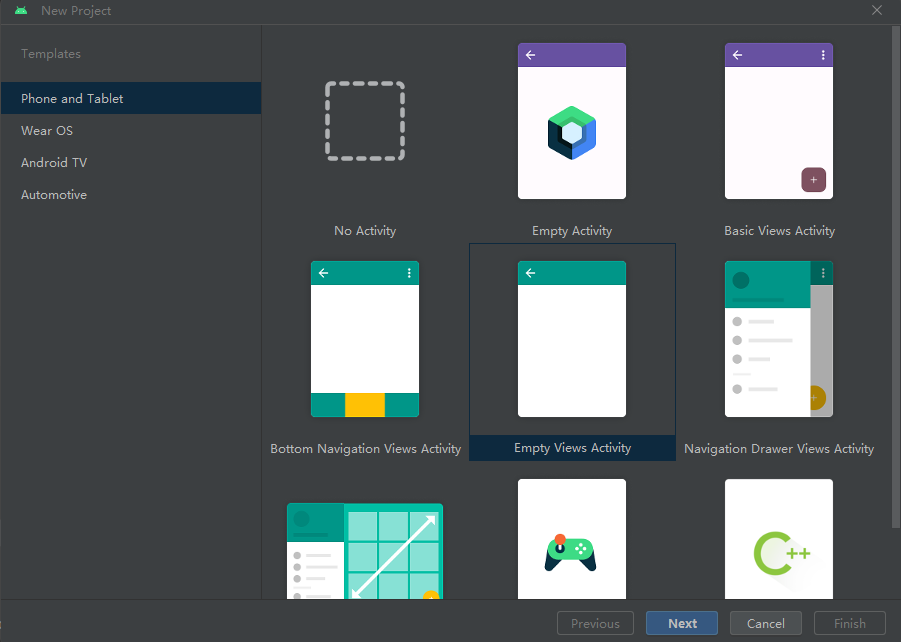 New Project
Templates
Phone and Tablet
Wear OS
Android TV
Automotive
No Activity
Empty Activity
Basic Views Activity
Bottom Navigation Views Activity
Empty Views Activity
Navigation Drawer Views Activity
C++
Previous
Next
Cancel
Finish